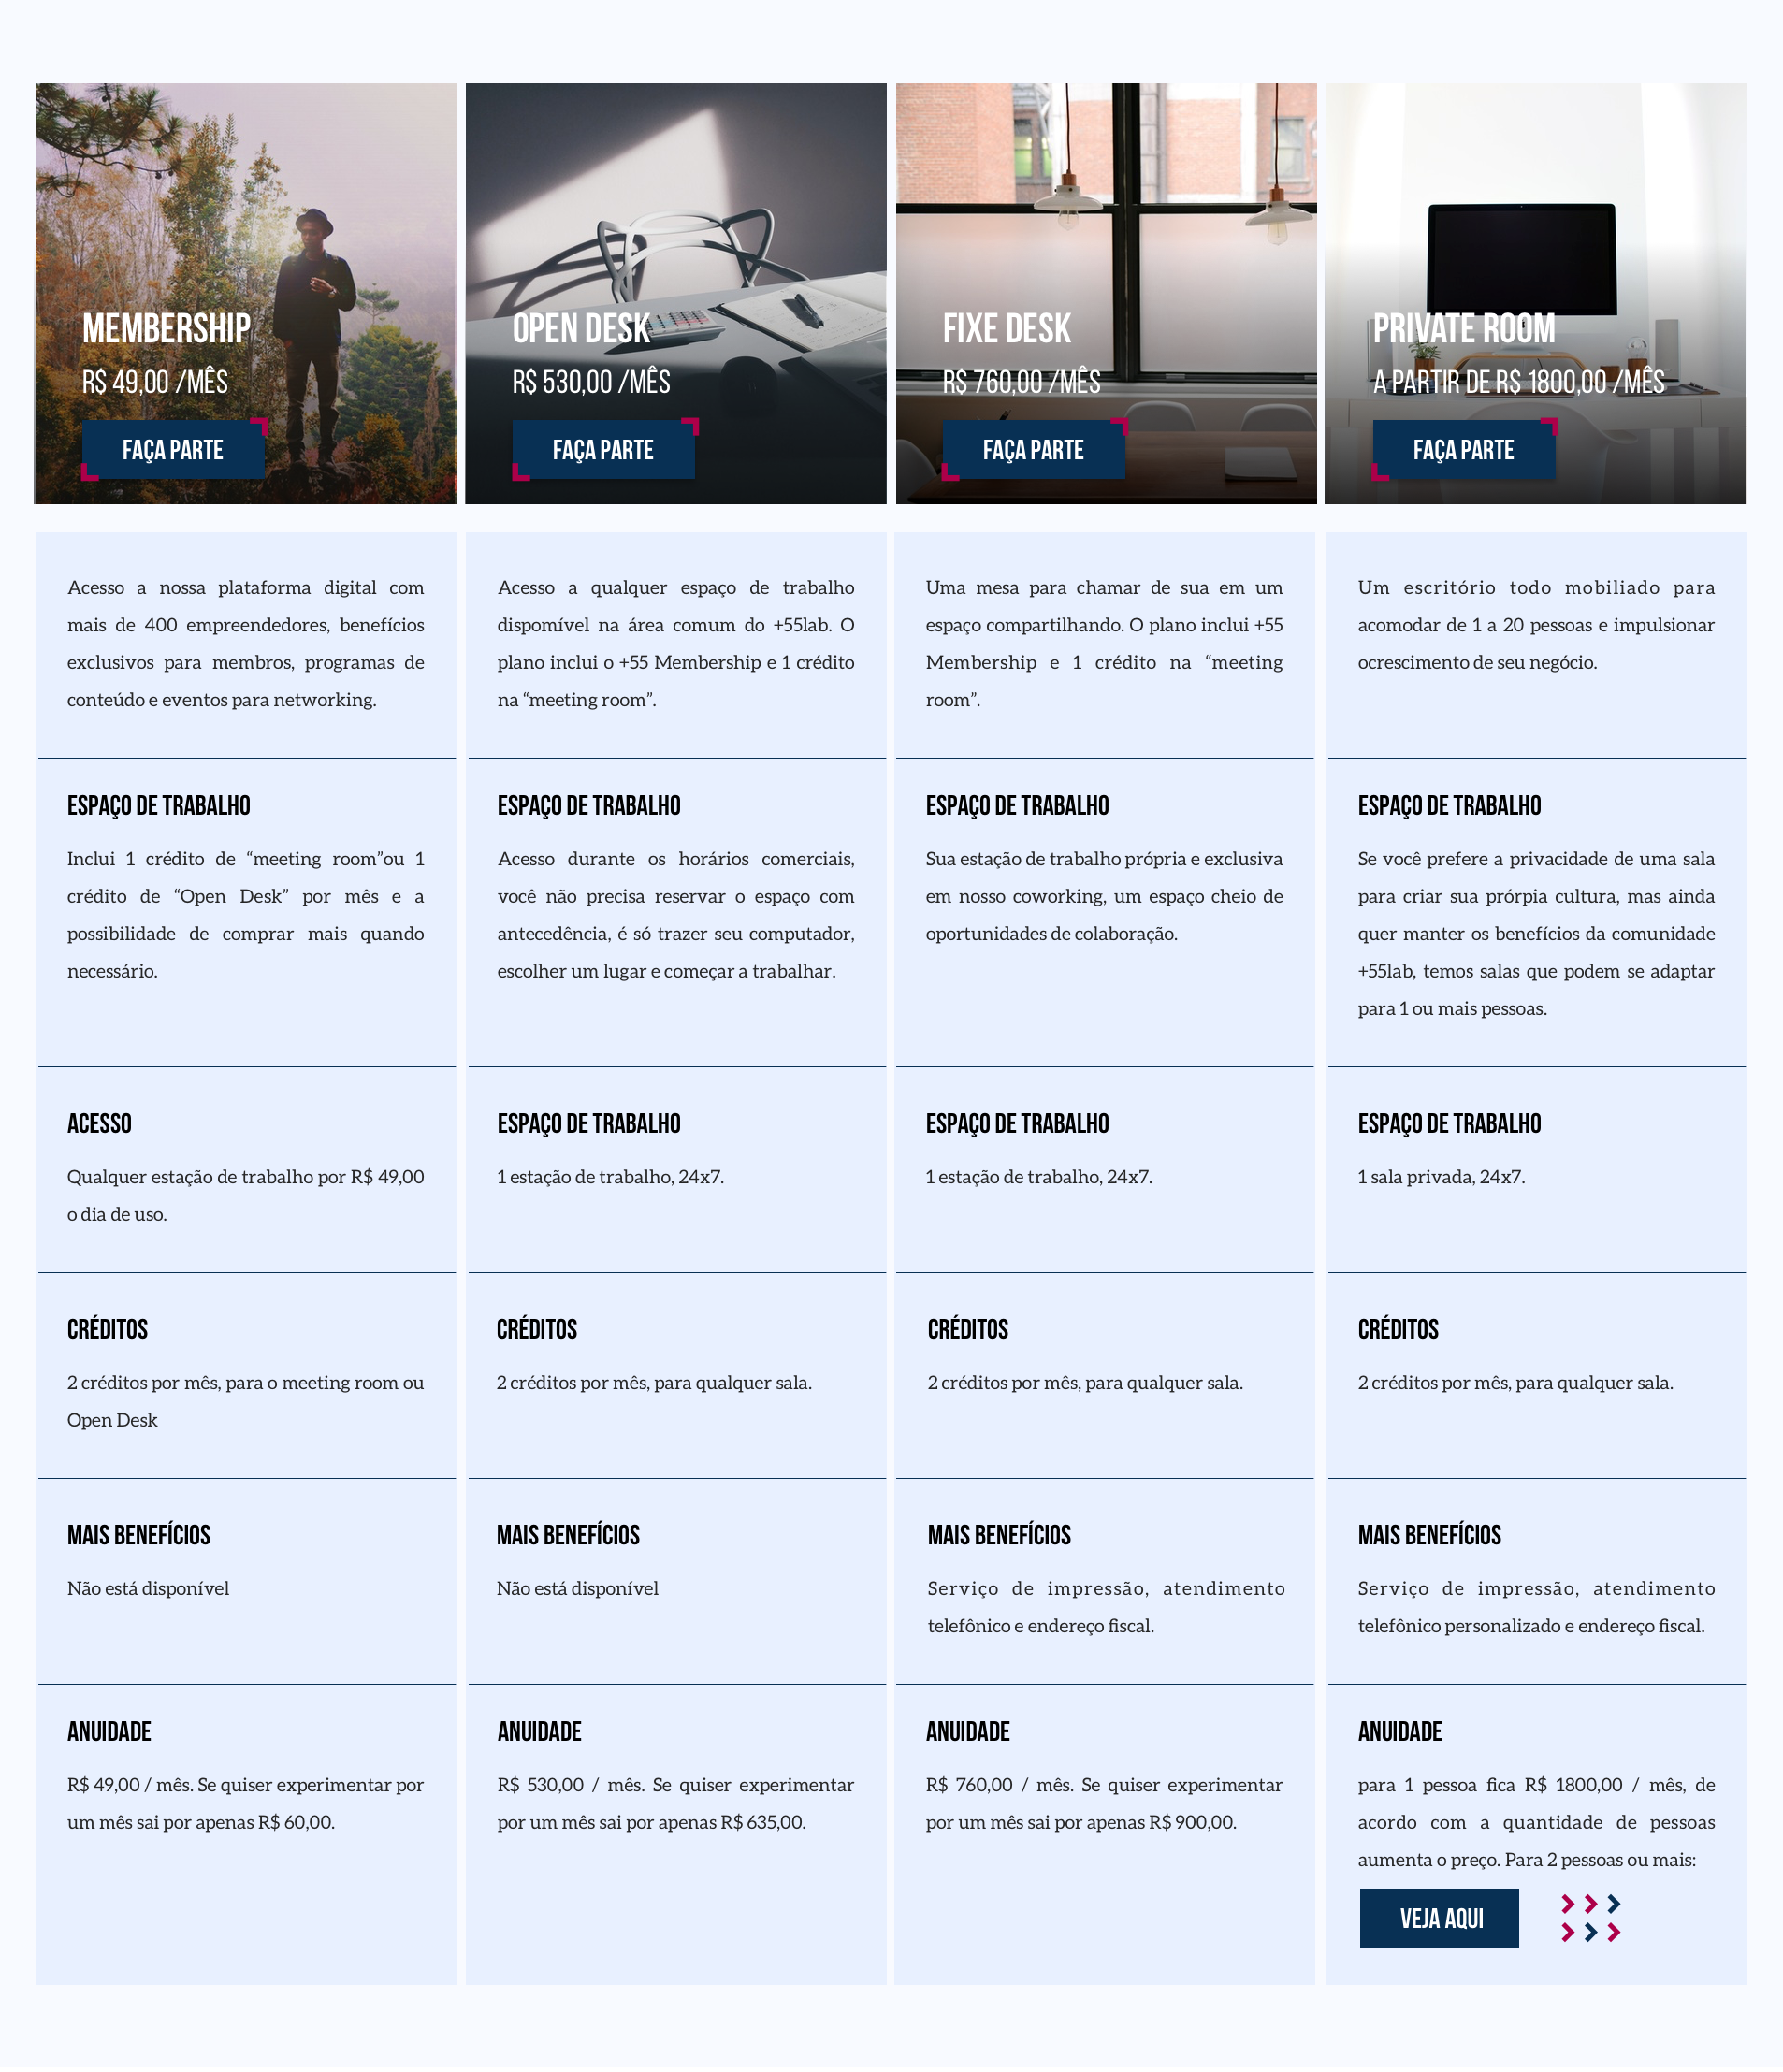 MEMBERSHIP
R$ 49,00 /MÊS
FAÇA PARTE
OPEN DESK
R$ 530,00 /MÊS
FAÇA PARTE
FIXE DESK
R$ 760,00 /MÊS
FAÇA PARTE
PRIVATE ROOM
A PARTIR DE R$ 1800,00 /MÊS
FAÇA PARTE
Acesso a nossa plataforma digital com
mais de 400 empreendedores, benefícios
exclusivos para membros, programas de
conteúdo e eventos para networking.
Acesso a qualquer espaço de trabalho
dispomível na área comum do +55lab. O
plano inclui o +55 Membership e 1 crédito
na “meeting room”.
Uma mesa para chamar de sua em um
espaço compartilhando. O plano inclui +55
Membership e 1 crédito na “meeting
room”.
Um escritório todo mobiliado para
acomodar de 1 a 20 pessoas e impulsionar
ocrescimento de seu negócio.
ESPAÇO DE TRABALHO
Inclui 1 crédito de “meeting room”ou 1
crédito de “Open Desk” por mês e a
possibilidade de comprar mais quando
necessário.
ESPAÇO DE TRABALHO
Acesso durante os horários comerciais,
você não precisa reservar o espaço com
antecedência, é só trazer seu computador,
escolher um lugar e começar a trabalhar.
ESPAÇO DE TRABALHO
Sua estação de trabalho própria e exclusiva
em nosso coworking, um espaço cheio de
oportunidades de colaboração.
ESPAÇO DE TRABALHO
Se você prefere a privacidade de uma sala
para criar sua prórpia cultura, mas ainda
quer manter os benefícios da comunidade
+55lab, temos salas que podem se adaptar
para 1 ou mais pessoas.
ACESSO
Qualquer estação de trabalho por R$ 49,00
o dia de uso.
ESPAÇO DE TRABALHO
1 estação de trabalho, 24x7.
ESPAÇO DE TRABALHO
1 estação de trabalho, 24x7.
ESPAÇO DE TRABALHO
1 sala privada, 24x7.
CRÉDITOS
2 créditos por mês, para o meeting room ou
Open Desk
CRÉDITOS
2 créditos por mês, para qualquer sala.
CRÉDITOS
2 créditos por mês, para qualquer sala.
CRÉDITOS
2 créditos por mês, para qualquer sala.
MAIS BENEFÍCIOS
Não está disponível
MAIS BENEFÍCIOS
Não está disponível
MAIS BENEFÍCIOS
Serviço de impressão, atendimento
telefônico e endereço fiscal.
MAIS BENEFÍCIOS
Serviço de impressão, atendimento
telefônico personalizado e endereço fiscal.
ANUIDADE
R$ 49,00 / mês. Se quiser experimentar por
um mês sai por apenas R$ 60,00.
ANUIDADE
R$ 530,00 / mês. Se quiser experimentar
por um mês sai por apenas R$ 635,00.
ANUIDADE
R$ 760,00 / mês. Se quiser experimentar
por um mês sai por apenas R$ 900,00.
ANUIDADE
para 1 pessoa fica R$ 1800,00 / mês, de
acordo com a quantidade de pessoas
aumenta o preço. Para 2 pessoas ou mais:
VEJA AQUI